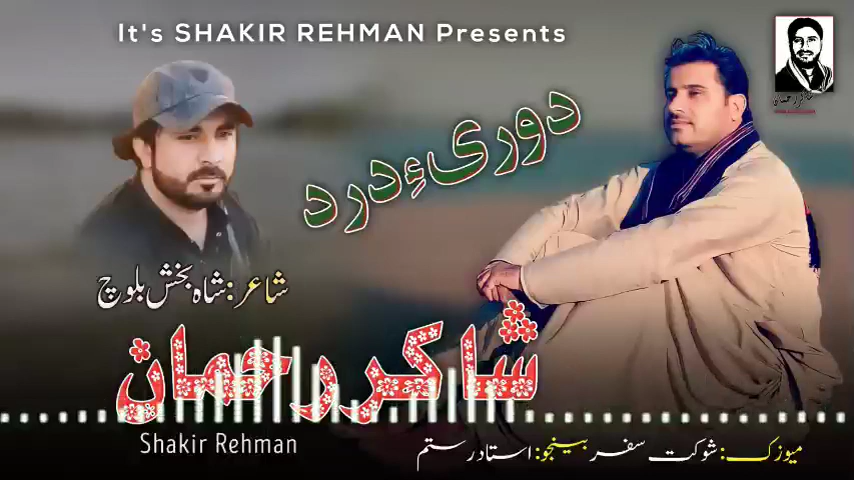 It's SHAKIR REHMAN Presents
دوریءِ درد
شاعر: شاہ بخش بلوچ
شاکر رحمان
Shakir Rehman
میوزک: شوکت سفر بینجو: استاد رستم